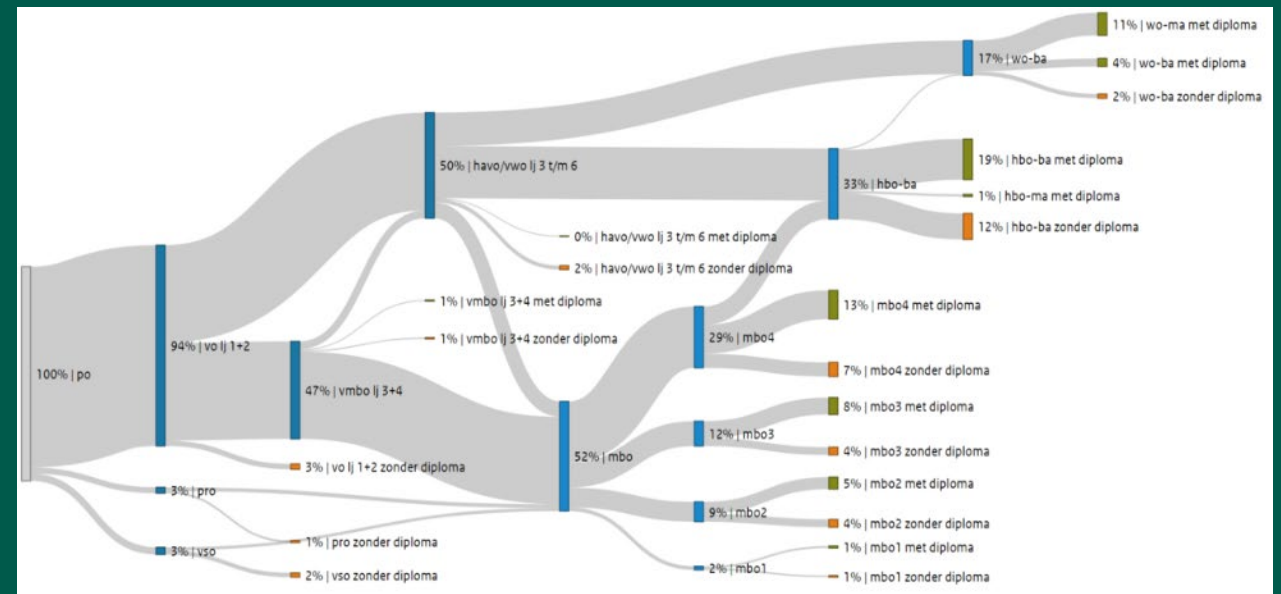 11% | wo-ma met diploma
17% | wo-ba
4% | wo-ba met diploma
2% | wo-ba zonder diploma
50% | havo/vwo lj 3 t/m 6
19% | hbo-ba met diploma
33% | hbo-ba
1% | hbo-ma met diploma
12% | hbo-ba zonder diploma
0% | havo/vwo lj 3 t/m 6 met diploma
2% | havo/vwo lj 3 t/m 6 zonder diploma
1% | vmbo lj 3+4 met diploma
13% | mbo4 met diploma
1% | vmbo lj 3+4 zonder diploma
29% | mbo4
94% | vo lj 1+2
100% | po
7% | mbo4 zonder diploma
47% | vmbo lj 3+4
8% | mbo3 met diploma
12% | mbo3
4% | mbo3 zonder diploma
52% | mbo
3% | vo lj 1+2 zonder diploma
5% | mbo2 met diploma
3% | pro
9% | mbo2
4% | mbo2 zonder diploma
1% | pro zonder diploma
1% | mbo1 met diploma
3% | vso
2% | mbo1
2% | vso zonder diploma
1% | mbo1 zonder diploma